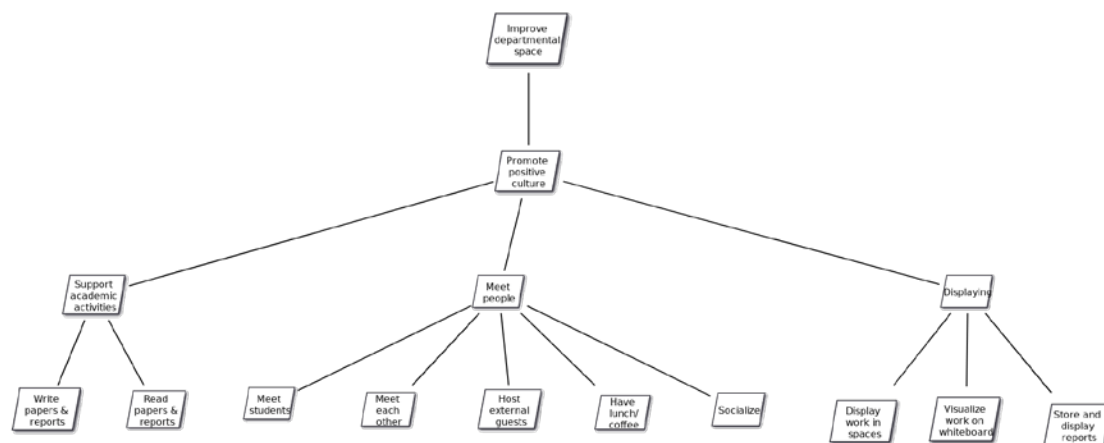 Improve
departmental
space
Promote
positive
culture
Support
academic
activities
Meet
people
Displaying
Write
papers &
reports
Read
papers &
reports
Meet
students
Meet
each
other
Host
external
guests
Have
lunch/
coffee
Socialize
Display
work in
spaces
Visualize
work on
whiteboard
Store and
display
reports